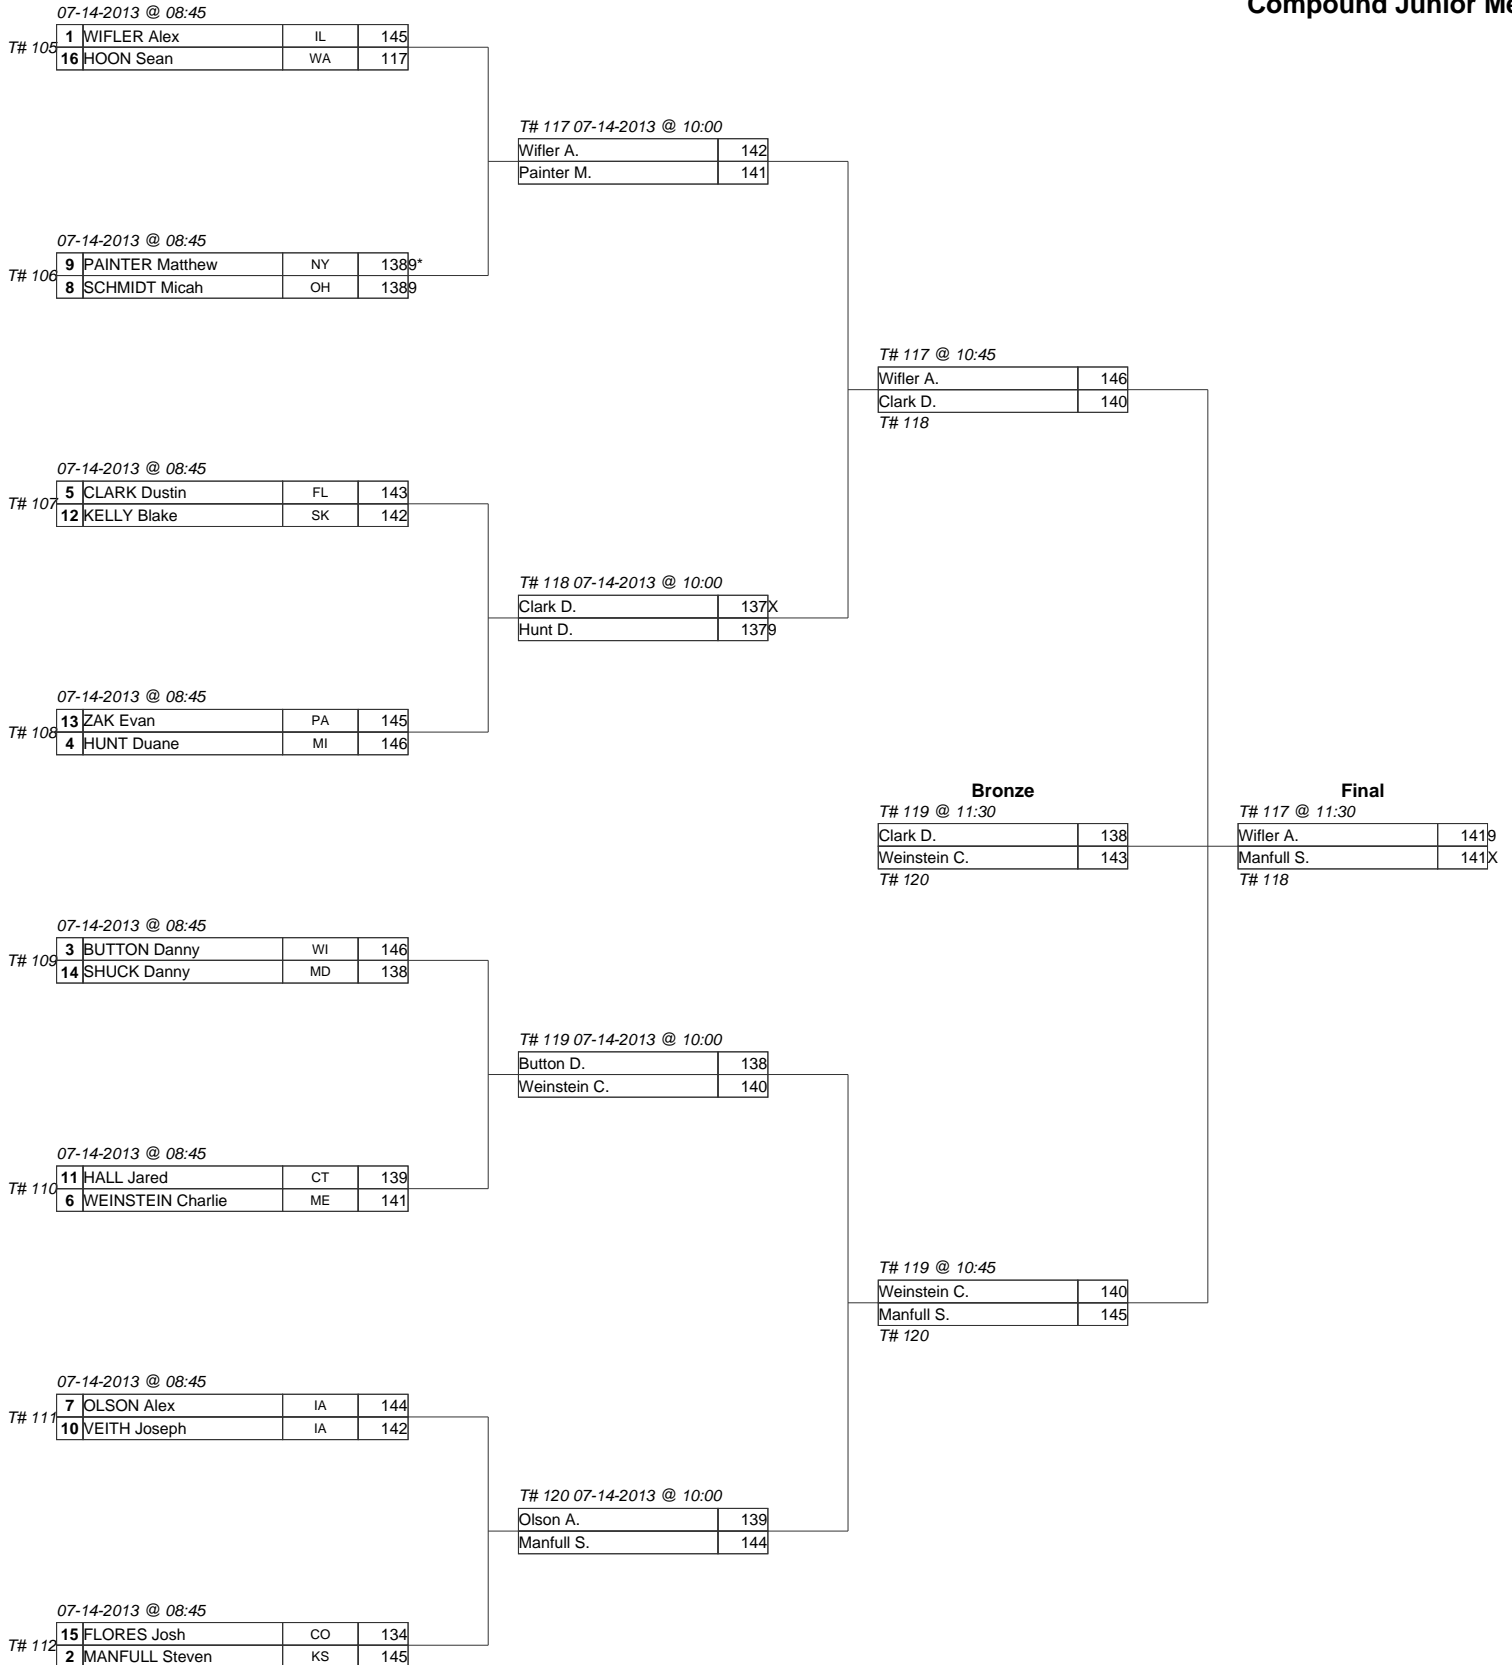 Compound Junior Me
07-14-2013 @ 08:45
T# 105
1 WIFLER Alex IL 145
16 HOON Sean WA 117
T# 117 07-14-2013 @ 10:00
Wifler A. 142
Painter M. 141
07-14-2013 @ 08:45
T# 106
9 PAINTER Matthew NY 1389*
8 SCHMIDT Micah OH 1389
T# 117 @ 10:45
Wifler A. 146
Clark D. 140
T# 118
07-14-2013 @ 08:45
T# 107
5 CLARK Dustin FL 143
12 KELLY Blake SK 142
T# 118 07-14-2013 @ 10:00
Clark D. 137X
Hunt D. 1379
07-14-2013 @ 08:45
T# 108
13 ZAK Evan PA 145
4 HUNT Duane MI 146
Bronze
T# 119 @ 11:30
Clark D. 138
Weinstein C. 143
T# 120
Final
T# 117 @ 11:30
Wifler A. 1419
Manfull S. 141X
T# 118
07-14-2013 @ 08:45
T# 109
3 BUTTON Danny WI 146
14 SHUCK Danny MD 138
T# 119 07-14-2013 @ 10:00
Button D. 138
Weinstein C. 140
07-14-2013 @ 08:45
T# 110
11 HALL Jared CT 139
6 WEINSTEIN Charlie ME 141
T# 119 @ 10:45
Weinstein C. 140
Manfull S. 145
T# 120
07-14-2013 @ 08:45
T# 111
7 OLSON Alex IA 144
10 VEITH Joseph IA 142
T# 120 07-14-2013 @ 10:00
Olson A. 139
Manfull S. 144
07-14-2013 @ 08:45
T# 112
15 FLORES Josh CO 134
2 MANFULL Steven KS 145